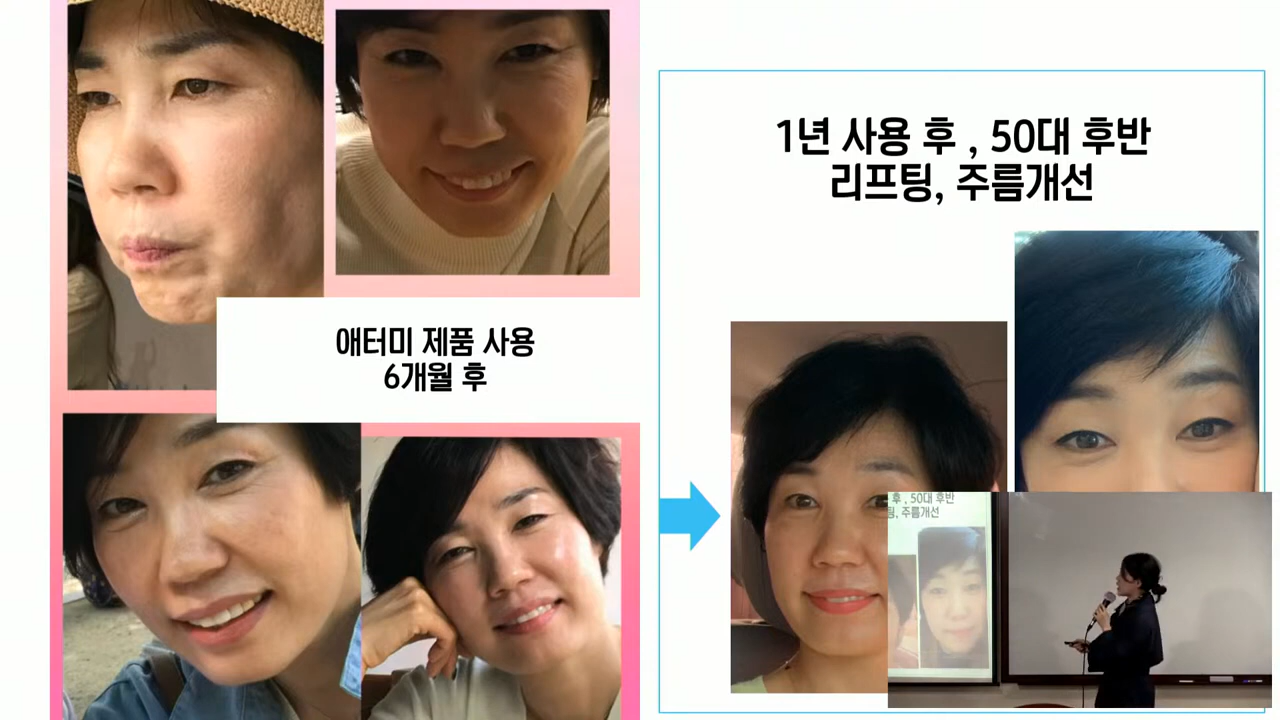 애터미 제품 사용
6개월 후
1년 사용 후 , 50대 후반
리프팅, 주름개선
후 , 50대 후반
팅, 주름개선